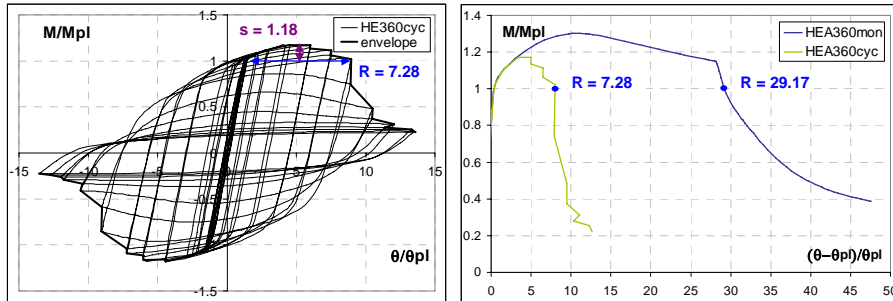 M/Mpl
1.5
s = 1.18
HE360cyc
envelope
1
R = 7.28
0.5
0
-15 -10 -5 0 5 10 15
-0.5
-1
θ/θpl
-1.5
M/Mpl
1.4
HEA360mon
HEA360cyc
1.2
R = 7.28
R = 29.17
1
0.8
0.6
0.4
0.2
(θ-θpl)/θpl
0
0 5 10 15 20 25 30 35 40 45 50